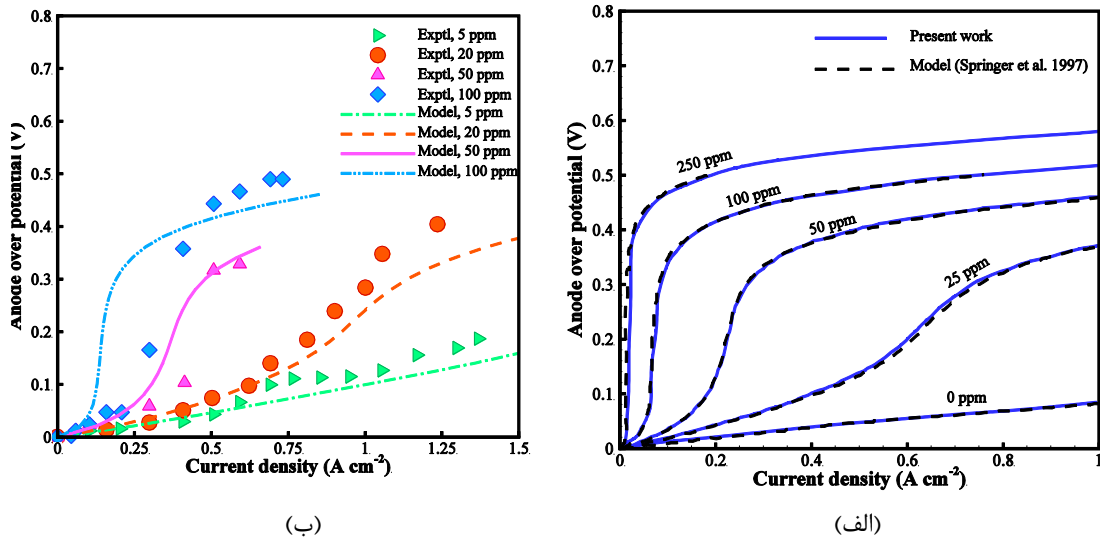 0.8
0.7
0.6
0.5
0.4
0.3
0.2
0.1
0
0
0.25
0.5
0.75
1
1.25
1.5
Anode over potential (V)
Current density (A cm-2)
Exptl, 5 ppm
Exptl, 20 ppm
Exptl, 50 ppm
Exptl, 100 ppm
Model, 5 ppm
Model, 20 ppm
Model, 50 ppm
Model, 100 ppm
(ب)
0.8
0.7
0.6
0.5
0.4
0.3
0.2
0.1
0
0
0.2
0.4
0.6
0.8
1
Anode over potential (V)
Current density (A cm-2)
Present work
Model (Springer et al. 1997)
250 ppm
100 ppm
50 ppm
25 ppm
0 ppm
(الف)